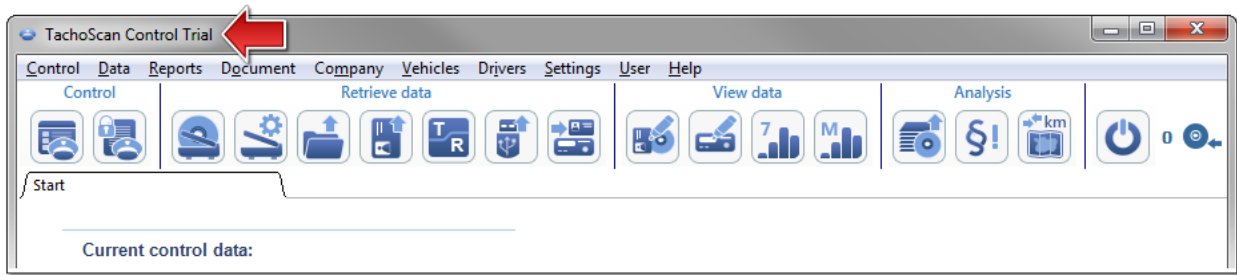 TachoScan Control Trial
Control Data Reports Document Company Vehicles Drivers Settings User Help
Control Retrieve data View data Analysis
T R 7 M §! km 0
Start
Current control data: